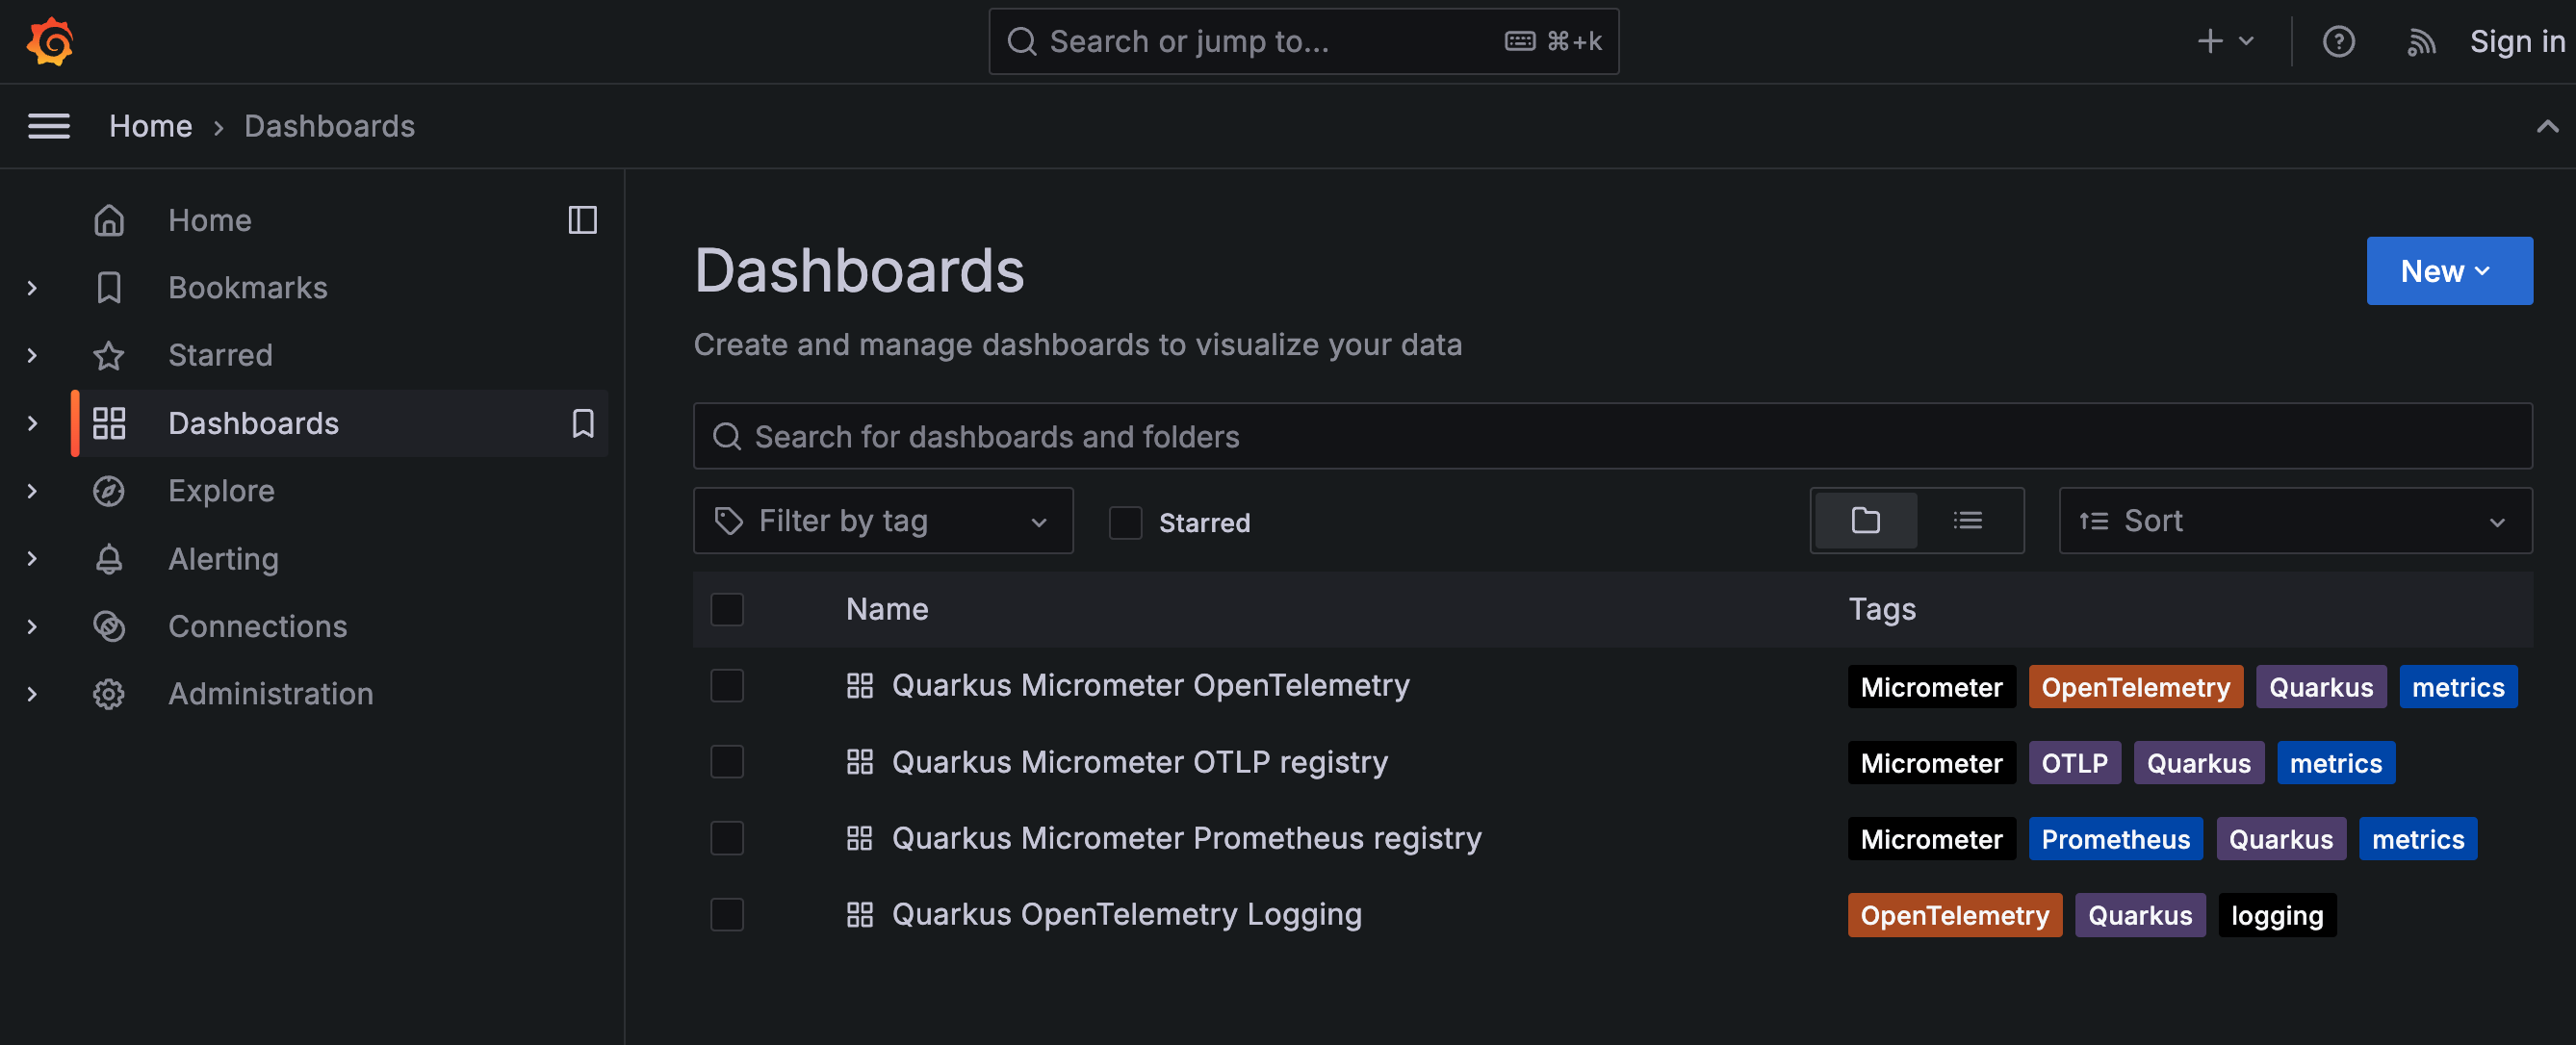 Search or jump to... ⌘+k Sign in
Home › Dashboards
Home
Bookmarks
Starred
Dashboards
Explore
Alerting
Connections
Administration
Dashboards
New
Create and manage dashboards to visualize your data
Search for dashboards and folders
Filter by tag Starred Sort
Name Tags
Quarkus Micrometer OpenTelemetry Micrometer OpenTelemetry Quarkus metrics
Quarkus Micrometer OTLP registry Micrometer OTLP Quarkus metrics
Quarkus Micrometer Prometheus registry Micrometer Prometheus Quarkus metrics
Quarkus OpenTelemetry Logging OpenTelemetry Quarkus logging